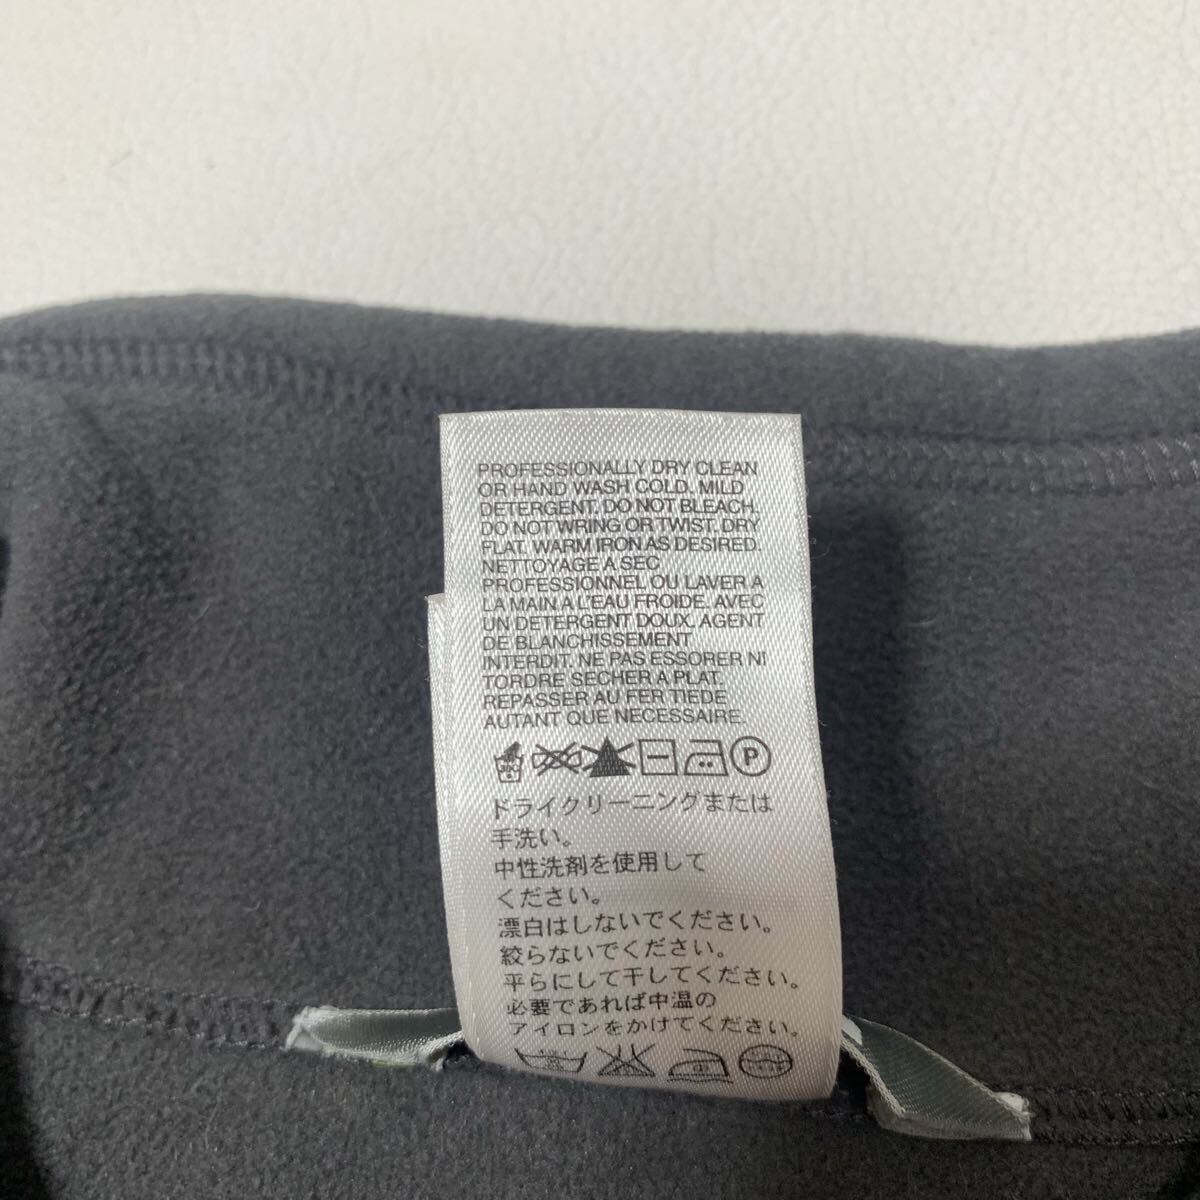 PROFESSIONALLY DRY CLEAN
OR HAND WASH COLD. MILD
DETERGENT. DO NOT BLEACH.
DO NOT WRING OR TWIST. DRY
FLAT. WARM IRON AS DESIRED.
NETTOYAGE A SEC
PROFESSIONNEL OU LAVER A
LA MAIN A L'EAU FROIDE. AVEC
UN DETERGENT DOUX. AGENT
DE BLANCHISSEMENT
INTERDIT. NE PAS ESSORER NI
TORDRE SECHER A PLAT.
REPASSER AU FER TIEDE
AUTANT QUE NECESSAIRE.
P
ドライクリーニングまたは
手洗い。
中性洗剤を使用して
ください。
漂白はしないでください。
絞らないでください。
平らにして干してください。
必要であれば中温の
アイロンをかけてください。